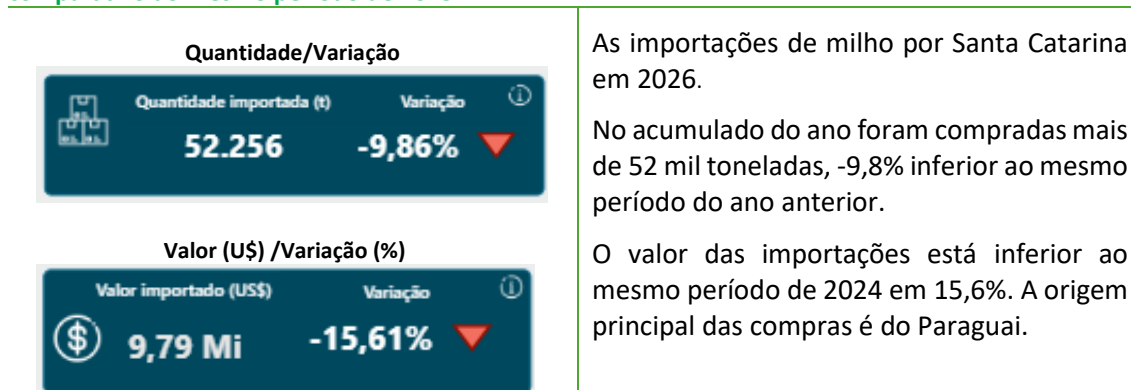 Quantidade/Variação
Quantidade importada (t) Variação
52.256 -9,86%
Valor (U$) /Variação (%)
Valor importado (US$) Variação
9,79 Mi -15,61%
As importações de milho por Santa Catarina
em 2026.
No acumulado do ano foram compradas mais
de 52 mil toneladas, -9,8% inferior ao mesmo
período do ano anterior.
O valor das importações está inferior ao
mesmo período de 2024 em 15,6%. A origem
principal das compras é do Paraguai.